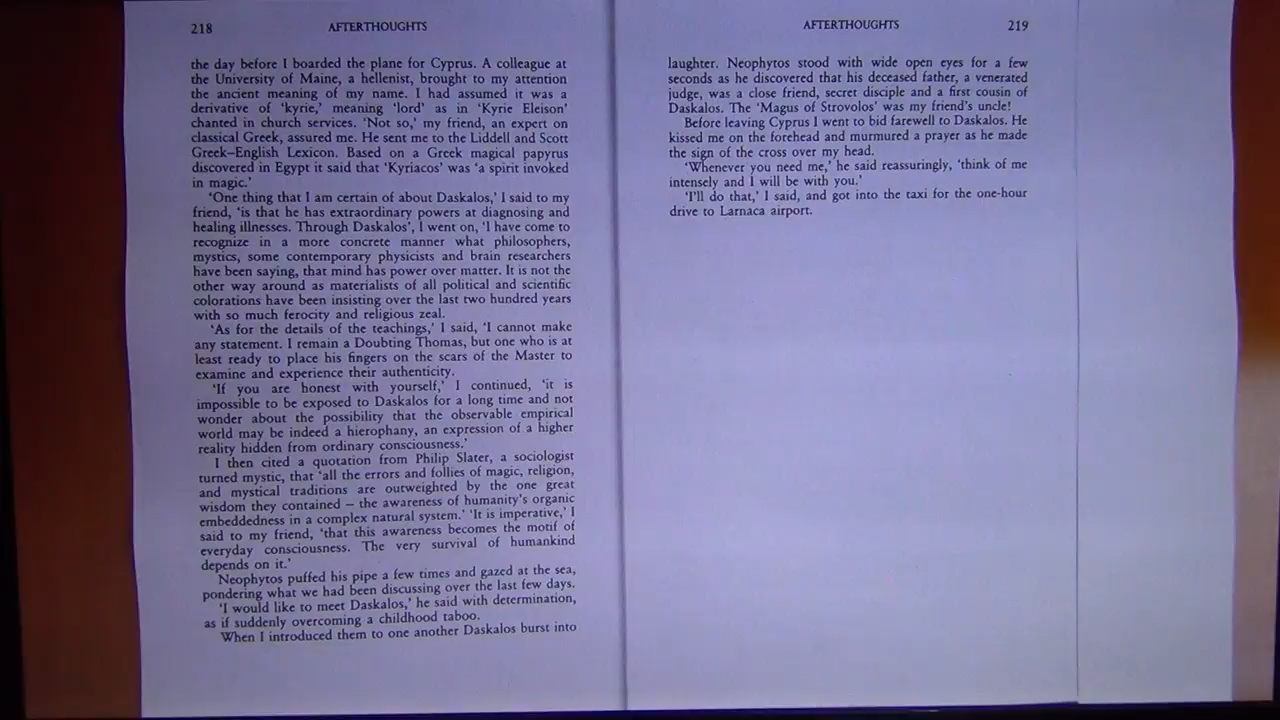 218 AFTERTHOUGHTS
the day before I boarded the plane for Cyprus. A colleague at
the University of Maine, a hellenist, brought to my attention
the ancient meaning of my name. I had assumed it was a
derivative of ‘kyrie,’ meaning ‘lord’ as in ‘Kyrie Eleison’
chanted in church services. ‘Not so,’ my friend, an expert on
classical Greek, assured me. He sent me to the Liddell and Scott
Greek–English Lexicon. Based on a Greek magical papyrus
discovered in Egypt it said that ‘Kyriacos’ was ‘a spirit invoked
in magic.’
‘One thing that I am certain of about Daskalos,’ I said to my
friend, ‘is that he has extraordinary powers at diagnosing and
healing illnesses. Through Daskalos’, I went on, ‘I have come to
recognize in a more concrete manner what philosophers,
mystics, some contemporary physicists and brain researchers
have been saying, that mind has power over matter. It is not the
other way around as materialists of all political and scientific
colorations have been insisting over the last two hundred years
with so much ferocity and religious zeal.
‘As for the details of the teachings,’ I said, ‘I cannot make
any statement. I remain a Doubting Thomas, but one who is at
least ready to place his fingers on the scars of the Master to
examine and experience their authenticity.
‘If you are honest with yourself,’ I continued, ‘it is
impossible to be exposed to Daskalos for a long time and not
wonder about the possibility that the observable empirical
world may be indeed a hierophany, an expression of a higher
reality hidden from ordinary consciousness.’
I then cited a quotation from Philip Slater, a sociologist
turned mystic, that ‘all the errors and follies of magic, religion,
and mystical traditions are outweighted by the one great
wisdom they contained – the awareness of humanity’s organic
embeddedness in a complex natural system.’ ‘It is imperative,’ I
said to my friend, ‘that this awareness becomes the motif of
everyday consciousness. The very survival of humankind
depends on it.’
Neophytos puffed his pipe a few times and gazed at the sea,
pondering what we had been discussing over the last few days.
‘I would like to meet Daskalos,’ he said with determination,
as if suddenly overcoming a childhood taboo.
When I introduced them to one another Daskalos burst into
AFTERTHOUGHTS 219
laughter. Neophytos stood with wide open eyes for a few
seconds as he discovered that his deceased father, a venerated
judge, was a close friend, secret disciple and a first cousin of
Daskalos. The ‘Magus of Strovolos’ was my friend’s uncle!
Before leaving Cyprus I went to bid farewell to Daskalos. He
kissed me on the forehead and murmured a prayer as he made
the sign of the cross over my head.
‘Whenever you need me,’ he said reassuringly, ‘think of me
intensely and I will be with you.’
‘I’ll do that,’ I said, and got into the taxi for the one-hour
drive to Larnaca airport.